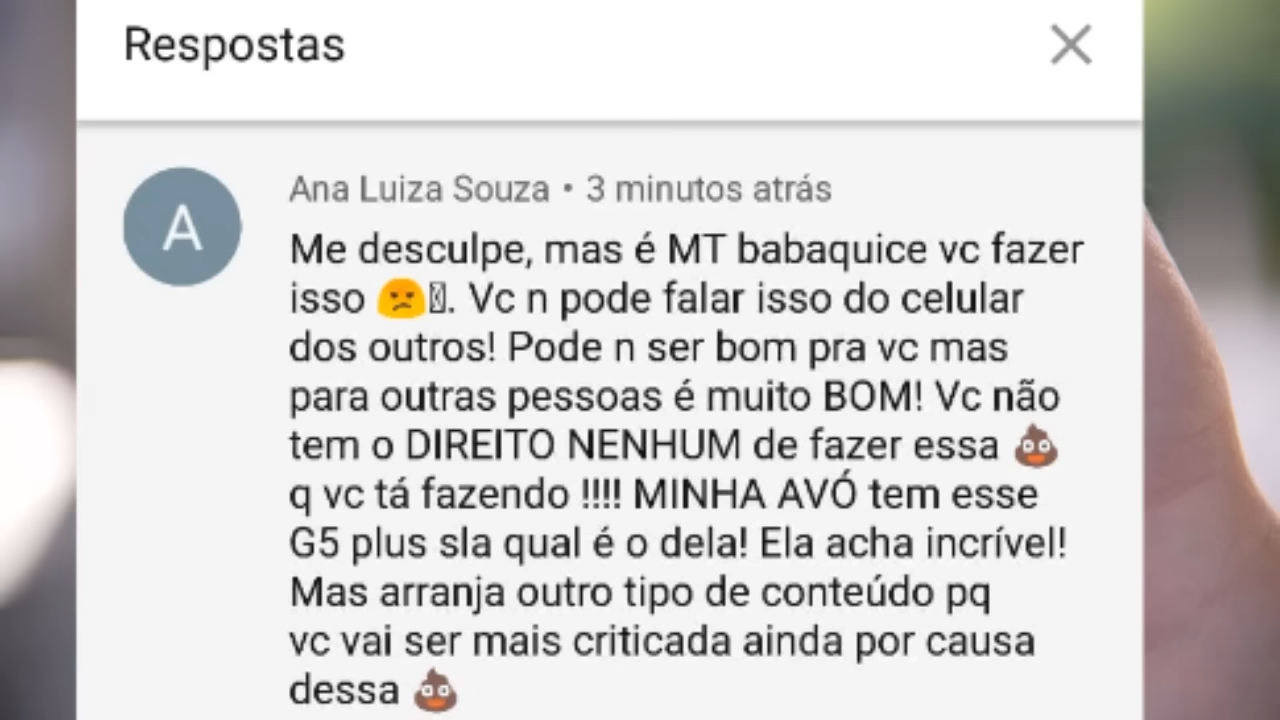 Respostas
Ana Luiza Souza • 3 minutos atrás
A
Me desculpe, mas é MT babaquice vc fazer
isso 😠. Vc n pode falar isso do celular
dos outros! Pode n ser bom pra vc mas
para outras pessoas é muito BOM! Vc não
tem o DIREITO NENHUM de fazer essa 💩
q vc tá fazendo !!!! MINHA AVÓ tem esse
G5 plus sla qual é o dela! Ela acha incrível!
Mas arranja outro tipo de conteúdo pq
vc vai ser mais criticada ainda por causa
dessa 💩